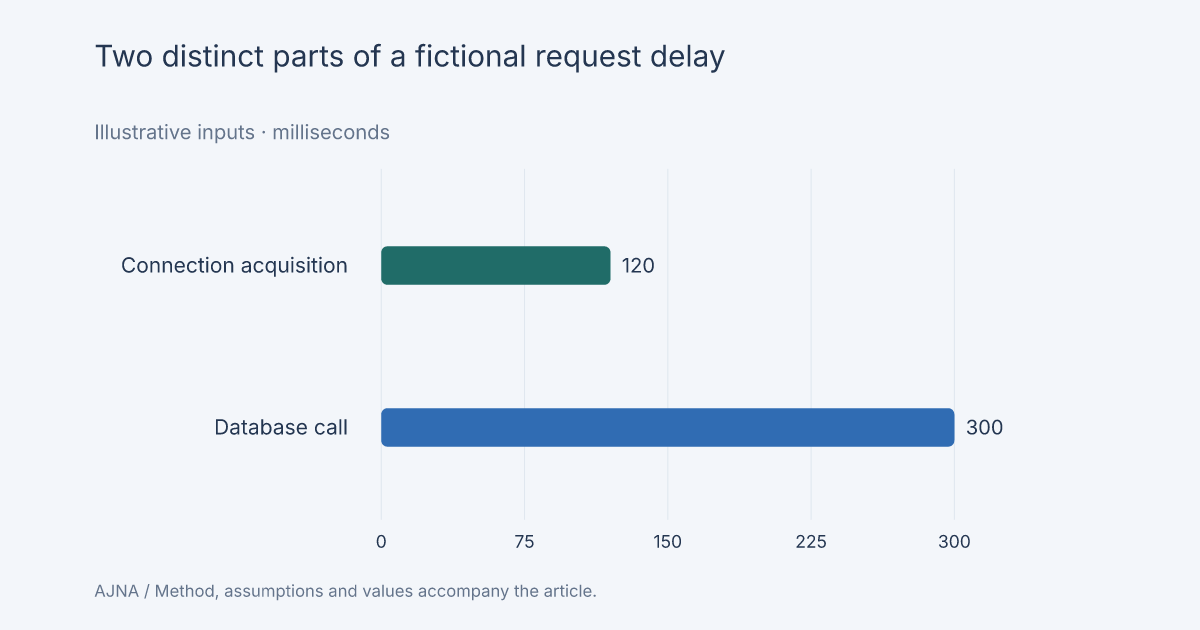 Two distinct parts of a fictional request delay
Illustrative inputs · milliseconds
Connection acquisition
120
Database call
300
0 75 150 225 300
AJNA / Method, assumptions and values accompany the article.